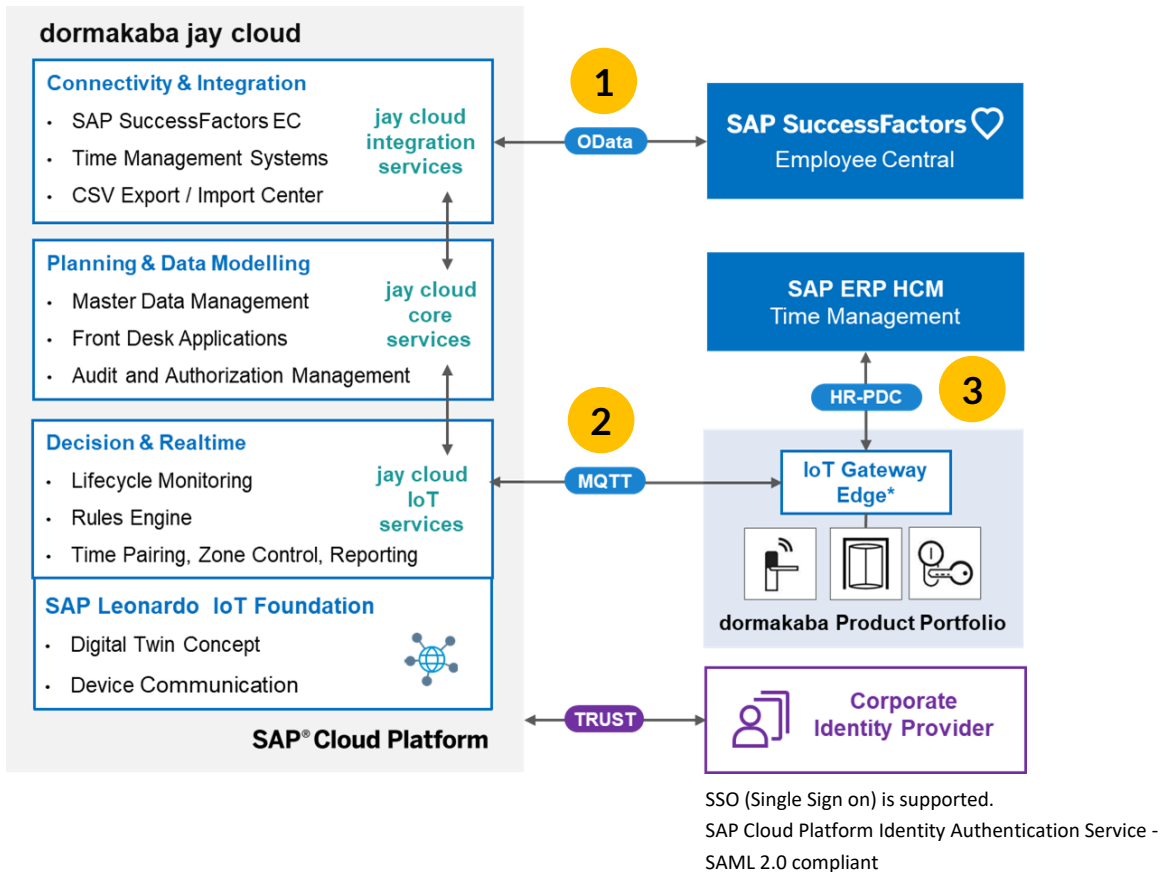 dormakaba jay cloud
Connectivity & Integration
• SAP SuccessFactors EC
• Time Management Systems
• CSV Export / Import Center
jay cloud
integration
services
Planning & Data Modelling
• Master Data Management
• Front Desk Applications
• Audit and Authorization Management
jay cloud
core
services
Decision & Realtime
• Lifecycle Monitoring
• Rules Engine
• Time Pairing, Zone Control, Reporting
jay cloud
IoT
services
SAP Leonardo IoT Foundation
• Digital Twin Concept
• Device Communication
SAP® Cloud Platform
1
OData
SAP SuccessFactors
Employee Central
SAP ERP HCM
Time Management
HR-PDC
3
2
MQTT
IoT Gateway
Edge*
dormakaba Product Portfolio
TRUST
Corporate
Identity Provider
SSO (Single Sign on) is supported.
SAP Cloud Platform Identity Authentication Service -
SAML 2.0 compliant